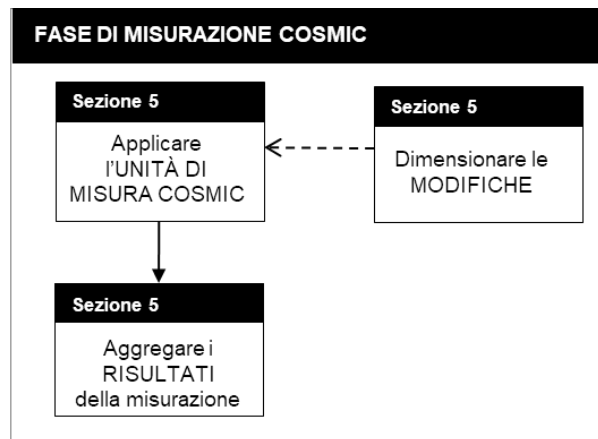 FASE DI MISURAZIONE COSMIC
Sezione 5
Applicare
l'UNITÀ DI
MISURA COSMIC
Sezione 5
Dimensionare le
MODIFICHE
Sezione 5
Aggregare i
RISULTATI
della misurazione